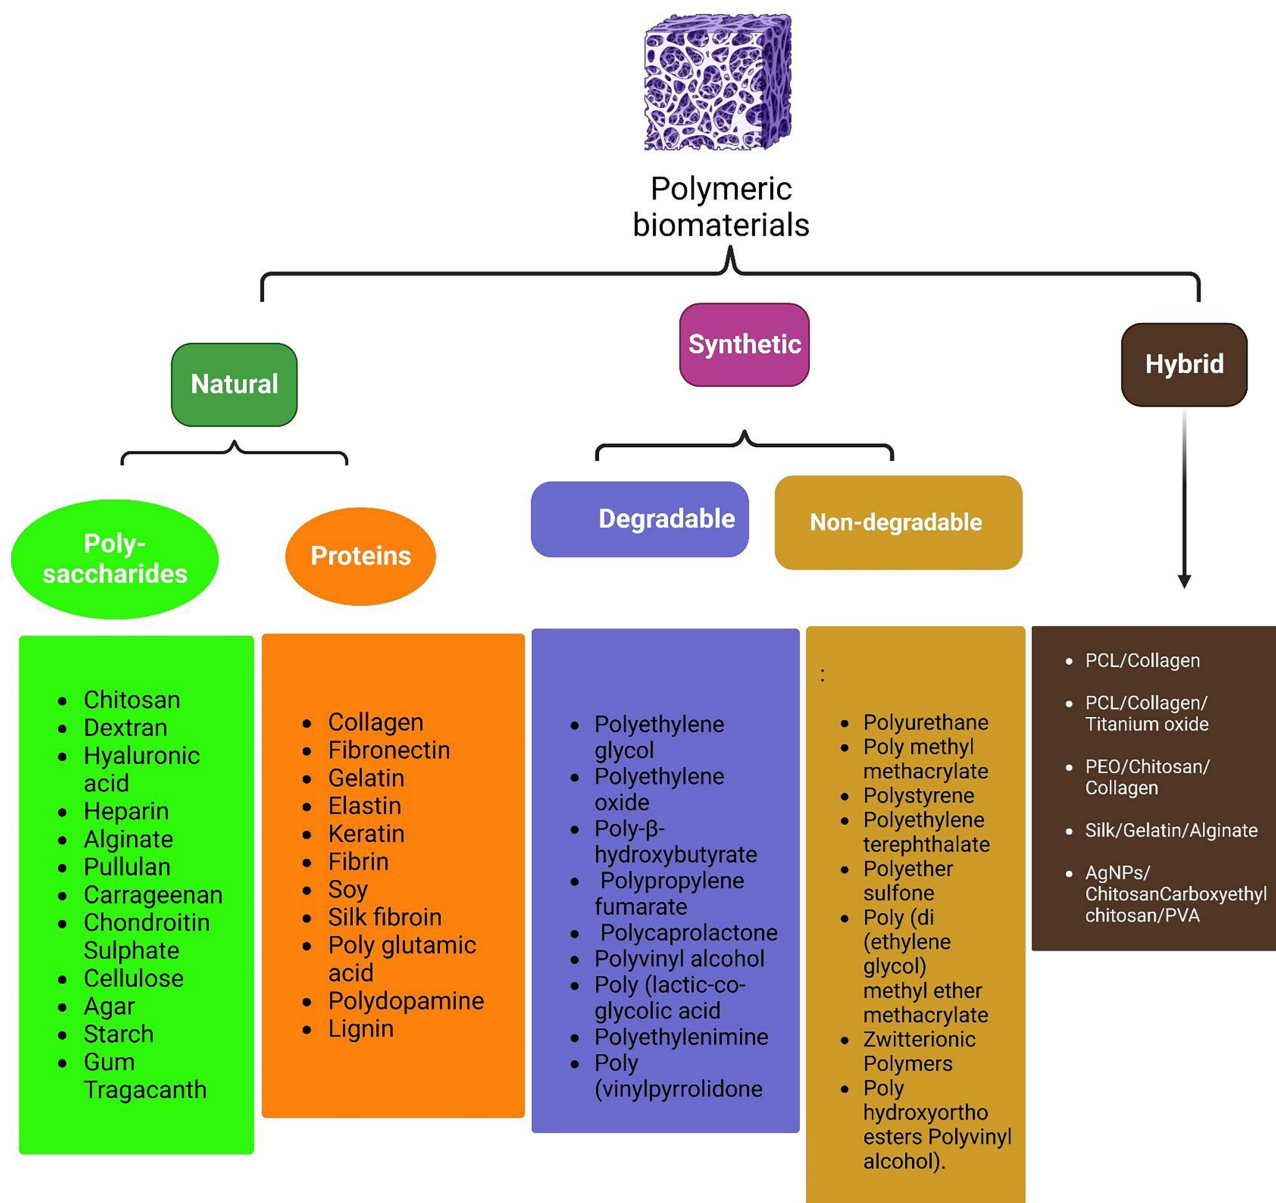 Polymeric
biomaterials
Natural
Synthetic
Hybrid
Poly-
saccharides
Proteins
Degradable
Non-degradable
• Chitosan
• Dextran
• Hyaluronic
acid
• Heparin
• Alginate
• Pullulan
• Carrageenan
• Chondroitin
Sulphate
• Cellulose
• Agar
• Starch
• Gum
Tragacanth
• Collagen
• Fibronectin
• Gelatin
• Elastin
• Keratin
• Fibrin
• Soy
• Silk fibroin
• Poly glutamic
acid
• Polydopamine
• Lignin
• Polyethylene
glycol
• Polyethylene
oxide
• Poly-β-
hydroxybutyrate
• Polypropylene
fumarate
• Polycaprolactone
• Polyvinyl alcohol
• Poly (lactic-co-
glycolic acid
• Polyethylenimine
• Poly
(vinylpyrrolidone
:
• Polyurethane
• Poly methyl
methacrylate
• Polystyrene
• Polyethylene
terephthalate
• Polyether
sulfone
• Poly (di
(ethylene
glycol)
methyl ether
methacrylate
• Zwitterionic
Polymers
• Poly
hydroxyortho
esters Polyvinyl
alcohol).
• PCL/Collagen
• PCL/Collagen/
Titanium oxide
• PEO/Chitosan/
Collagen
• Silk/Gelatin/Alginate
• AgNPs/
ChitosanCarboxyethyl
chitosan/PVA